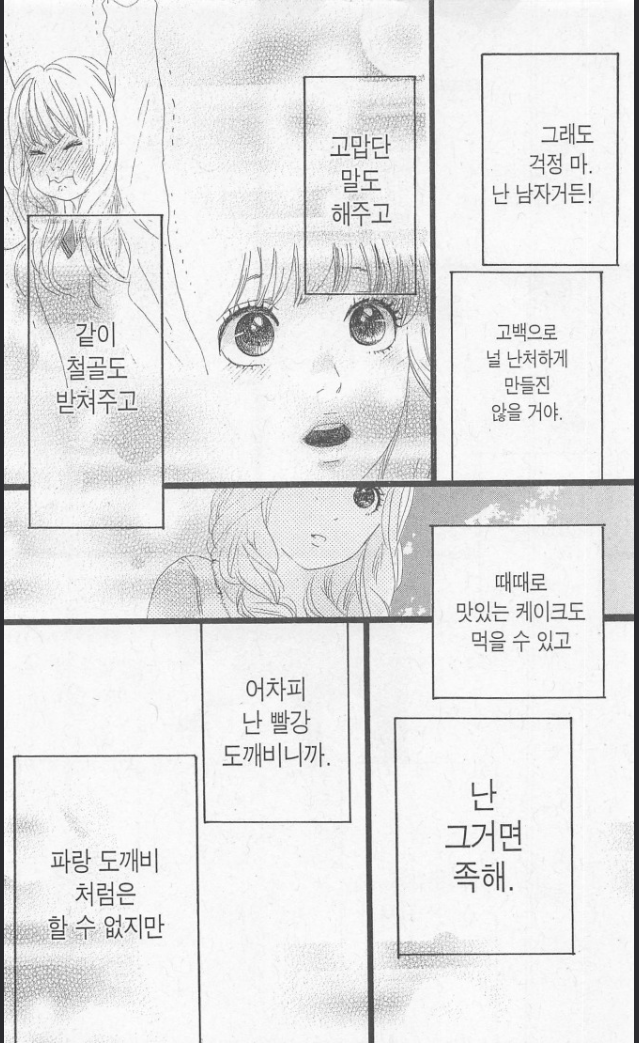 그래도
걱정 마.
난 남자거든!
고백으로
널 난처하게
만들진
않을 거야.
고맙단
말도
해주고
같이
철골도
받쳐주고
때때로
맛있는 케이크도
먹을 수 있고
난
그거면
족해.
어차피
난 빨강
도깨비니까.
파랑 도깨비
처럼은
할 수 없지만